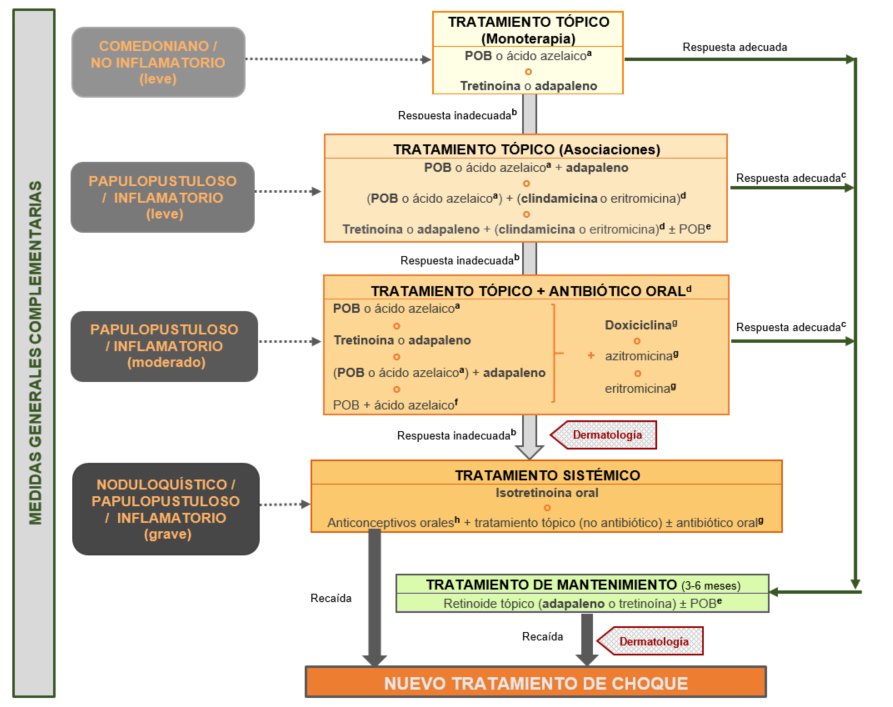 MEDIDAS GENERALES COMPLEMENTARIAS
COMEDONIANO /
NO INFLAMATORIO
(leve)
TRATAMIENTO TÓPICO
(Monoterapia)
POB o ácido azelaicoᵃ
o
Tretinoína o adapaleno
Respuesta adecuada
Respuesta inadecuadaᵇ
PAPULOPUSTULOSO
/ INFLAMATORIO
(leve)
TRATAMIENTO TÓPICO (Asociaciones)
POB o ácido azelaicoᵃ + adapaleno
o
(POB o ácido azelaicoᵃ) + (clindamicina o eritromicina)ᵈ
o
Tretinoína o adapaleno + (clindamicina o eritromicina)ᵈ ± POBᵉ
Respuesta adecuadaᶜ
Respuesta inadecuadaᵇ
PAPULOPUSTULOSO
/ INFLAMATORIO
(moderado)
TRATAMIENTO TÓPICO + ANTIBIÓTICO ORALᵈ
POB o ácido azelaicoᵃ
o
Tretinoína o adapaleno
o
(POB o ácido azelaicoᵃ) + adapaleno
o
POB + ácido azelaicoᶠ
+
Doxiciclinaᵍ
o
azitromicinaᵍ
o
eritromicinaᵍ
Respuesta adecuadaᶜ
Respuesta inadecuadaᵇ
Dermatología
NODULOQUÍSTICO /
PAPULOPUSTULOSO
/ INFLAMATORIO
(grave)
TRATAMIENTO SISTÉMICO
Isotretinoína oral
o
Anticonceptivos oralesʰ + tratamiento tópico (no antibiótico) ± antibiótico oralᵍ
Recaída
TRATAMIENTO DE MANTENIMIENTO (3-6 meses)
Retinoide tópico (adapaleno o tretinoína) ± POBᵉ
Recaída
Dermatología
NUEVO TRATAMIENTO DE CHOQUE